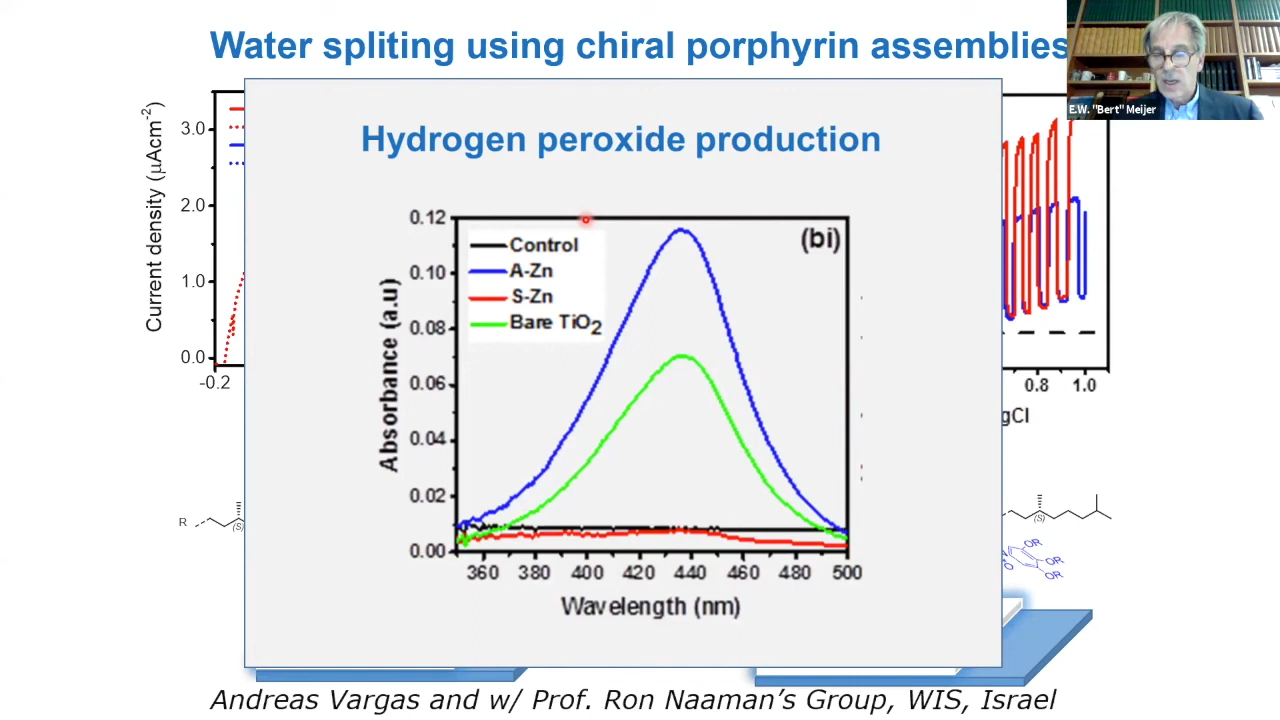 Water spliting using chiral porphyrin assemblies
E.W. "Bert" Meijer
Hydrogen peroxide production
Current density (μAcm-2)
3.0
2.0
1.0
0.0
-0.2
Absorbance (a.u)
0.12
0.10
0.08
0.06
0.04
0.02
0.00
Control
A-Zn
S-Zn
Bare TiO2
(bi)
360 380 400 420 440 460 480 500
Wavelength (nm)
0.8 1.0
gCl
R
(S)
(S)
OR
OR
OR
O
Andreas Vargas and w/ Prof. Ron Naaman's Group, WIS, Israel